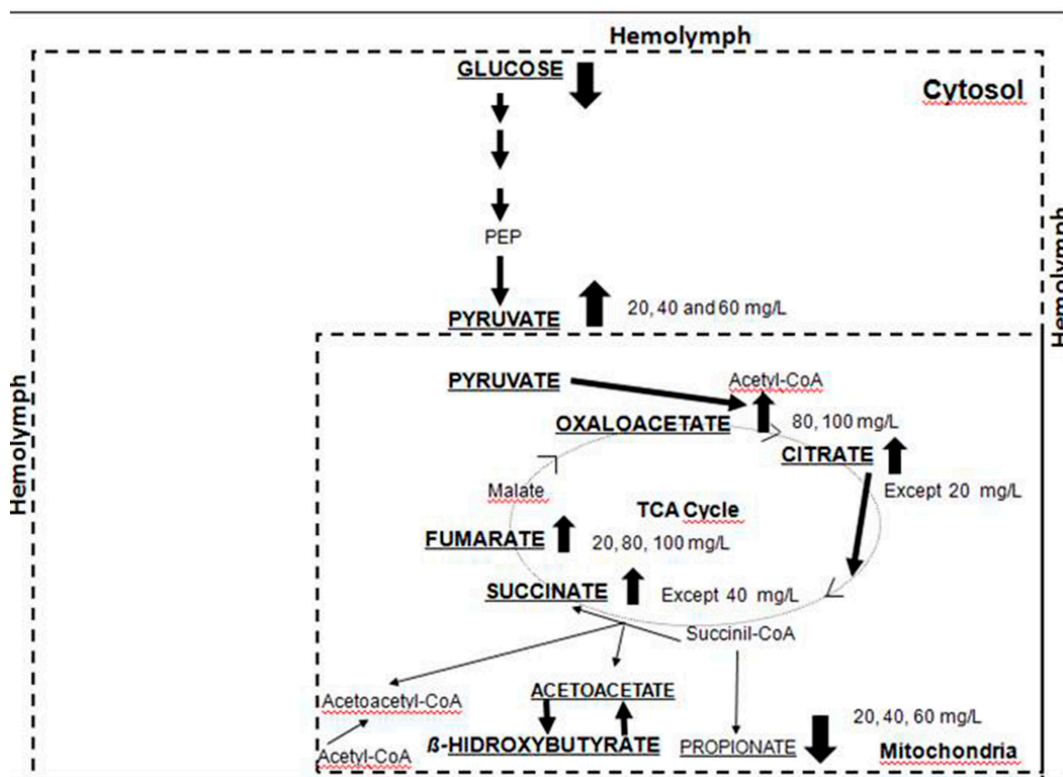 Hemolymph
GLUCOSE
Cytosol
PEP
Hemolymph
PYRUVATE
20, 40 and 60 mg/L
Hemolymph
PYRUVATE
Acetyl-CoA
OXALOACETATE
80, 100 mg/L
CITRATE
Except 20 mg/L
Malate
TCA Cycle
FUMARATE
20, 80, 100 mg/L
SUCCINATE
Except 40 mg/L
Succinil-CoA
Acetoacetyl-CoA
ACETOACETATE
Acetyl-CoA
ß-HIDROXYBUTYRATE
PROPIONATE
20, 40, 60 mg/L
Mitochondria